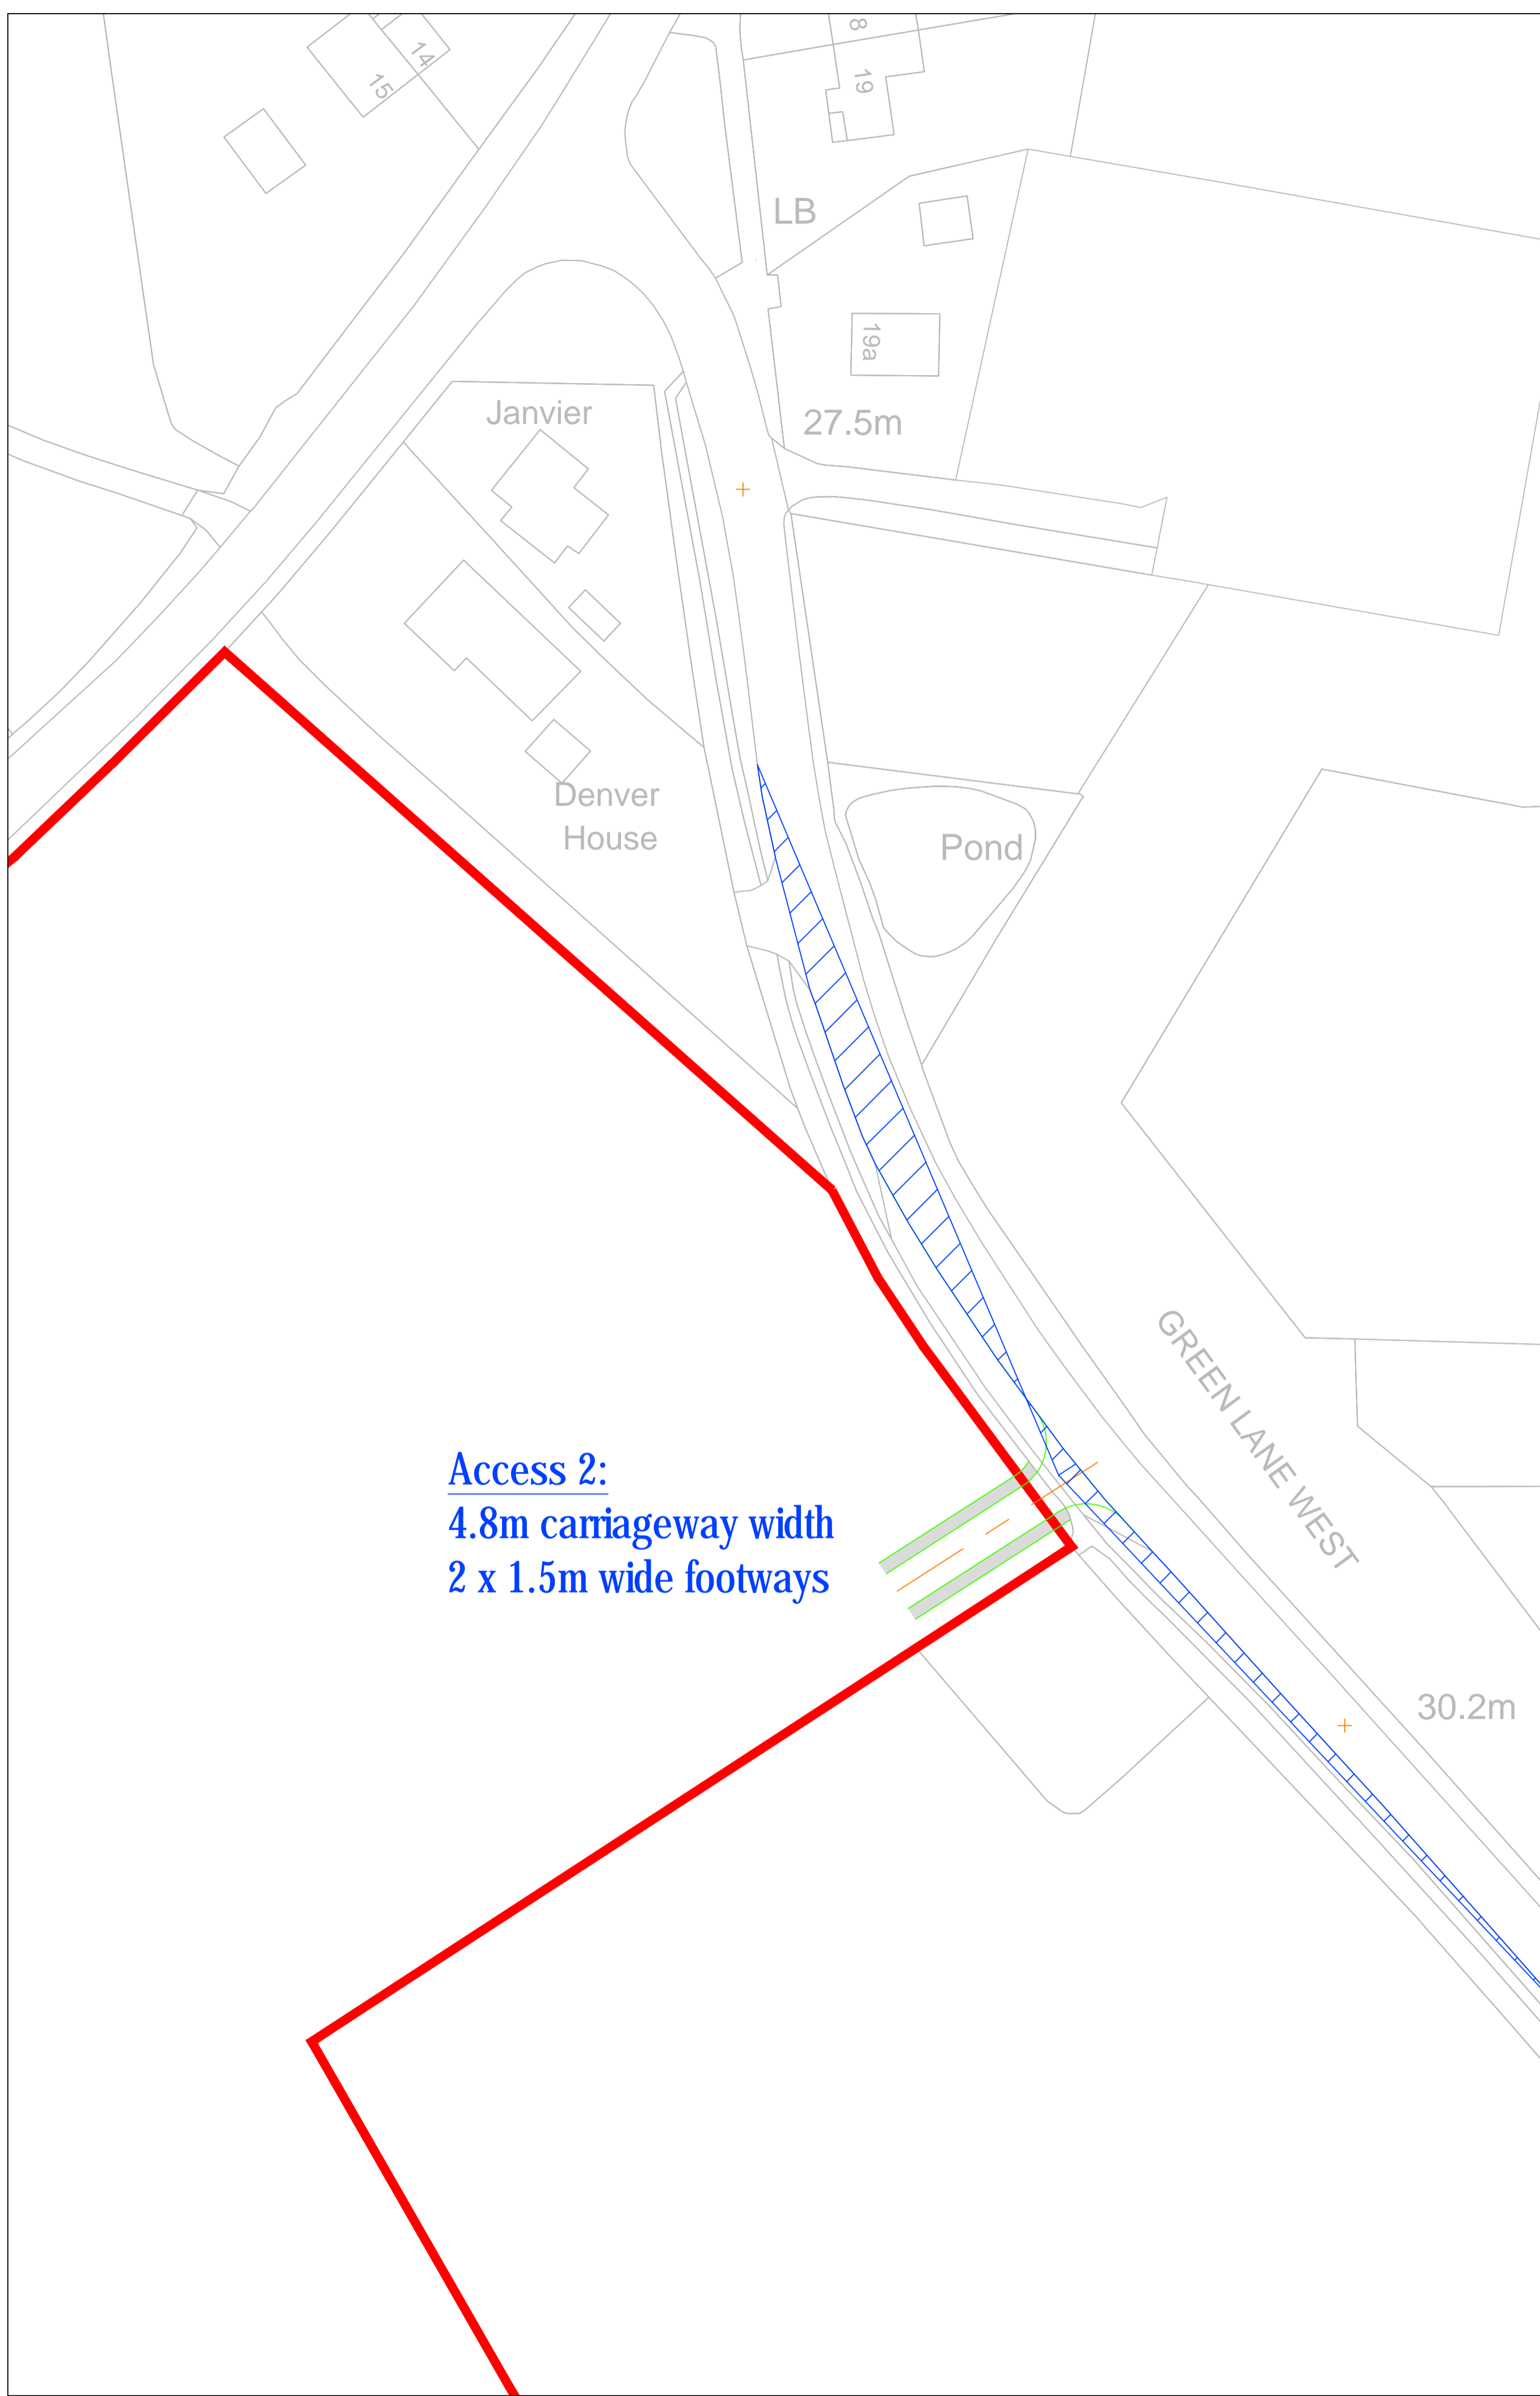 8
14
15
19
LB
19a
Janvier
27.5m
Denver
House
Pond
GREEN LANE WEST
Access 2:
4.8m carriageway width
2 x 1.5m wide footways
30.2m